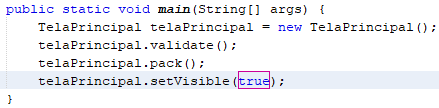 public static void main(String[] args) {
    TelaPrincipal telaPrincipal = new TelaPrincipal();
    telaPrincipal.validate();
    telaPrincipal.pack();
    telaPrincipal.setVisible(true);
}